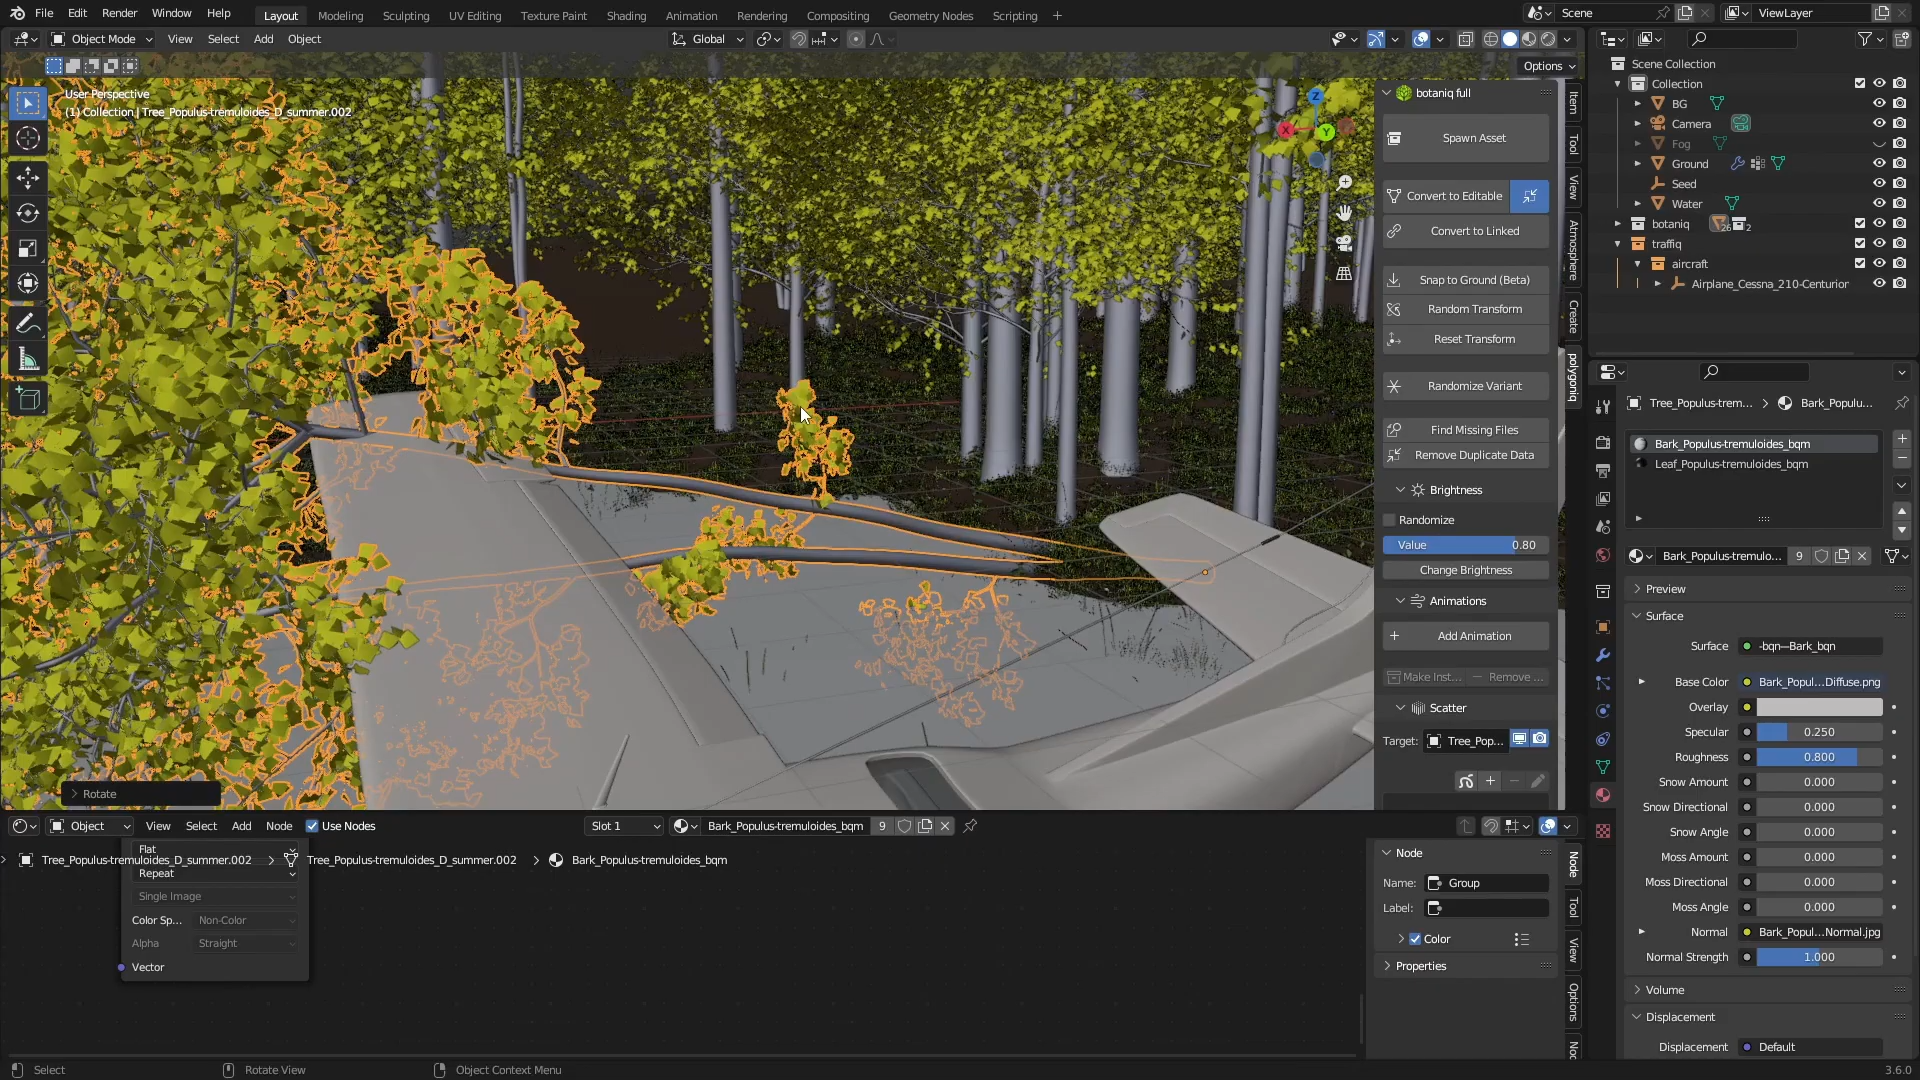 File Edit Render Window Help Layout Modeling Sculpting UV Editing Texture Paint Shading Animation Rendering Compositing Geometry Nodes Scripting + Scene ViewLayer
Object Mode View Select Add Object Global
Options
User Perspective
(1) Collection | Tree_Populus-tremuloides_D_summer.002
Z
X
Y
botaniq full
Spawn Asset
Convert to Editable
Convert to Linked
Snap to Ground (Beta)
Random Transform
Reset Transform
Randomize Variant
Find Missing Files
Remove Duplicate Data
Brightness
Randomize
Value 0.80
Change Brightness
Animations
Add Animation
Make Inst... Remove ...
Scatter
Target: Tree_Pop...
Item
Tool
View
Atmosphere
Create
polygoniq
Scene Collection
Collection
BG
Camera
Fog
Ground
Seed
Water
botaniq 26 2
traffiq
aircraft
Airplane_Cessna_210-Centurior
Tree_Populus-trem... > Bark_Populu...
Bark_Populus-tremuloides_bqm
Leaf_Populus-tremuloides_bqm
Bark_Populus-tremulo... 9
Preview
Surface
Surface -bqn—Bark_bqn
Base Color Bark_Popul...Diffuse.png
Overlay
Specular 0.250
Roughness 0.800
Snow Amount 0.000
Snow Directional 0.000
Snow Angle 0.000
Moss Amount 0.000
Moss Directional 0.000
Moss Angle 0.000
Normal Bark_Popul...Normal.jpg
Normal Strength 1.000
Volume
Displacement
Displacement Default
Rotate
Object View Select Add Node Use Nodes Slot 1 Bark_Populus-tremuloides_bqm 9
Flat
Tree_Populus-tremuloides_D_summer.002 > Tree_Populus-tremuloides_D_summer.002 > Bark_Populus-tremuloides_bqm
Repeat
Single Image
Color Sp... Non-Color
Alpha Straight
Vector
Node
Name: Group
Label:
Color
Properties
Node
Tool
View
Options
Select Rotate View Object Context Menu 3.6.0